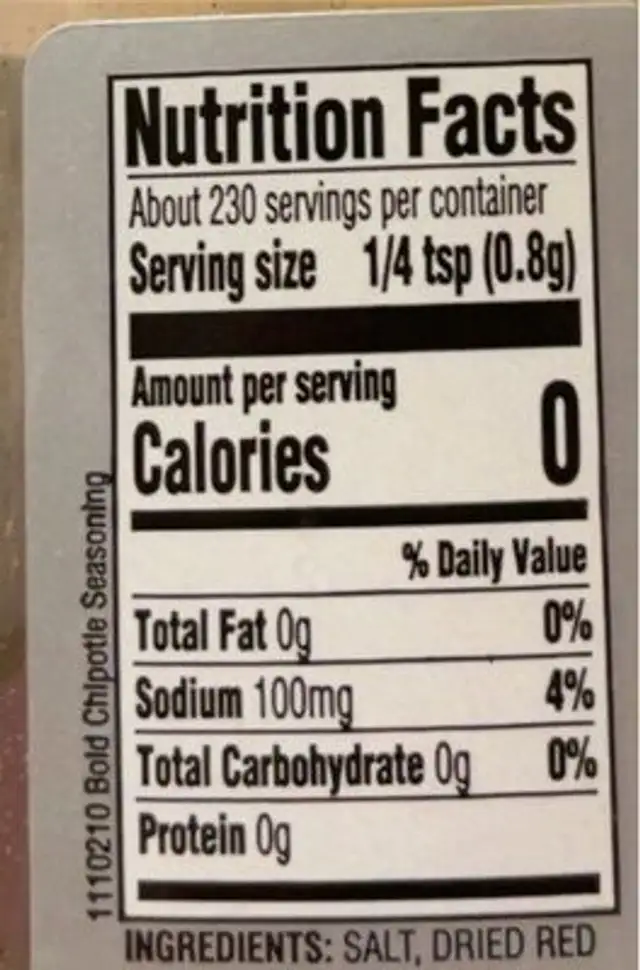 Nutrition Facts
About 230 servings per container
Serving size 1/4 tsp (0.8g)
Amount per serving
Calories 0
% Daily Value
Total Fat 0g 0%
Sodium 100mg 4%
Total Carbohydrate 0g 0%
Protein 0g
INGREDIENTS: SALT, DRIED RED
1110210 Bold Chipotle Seasoning